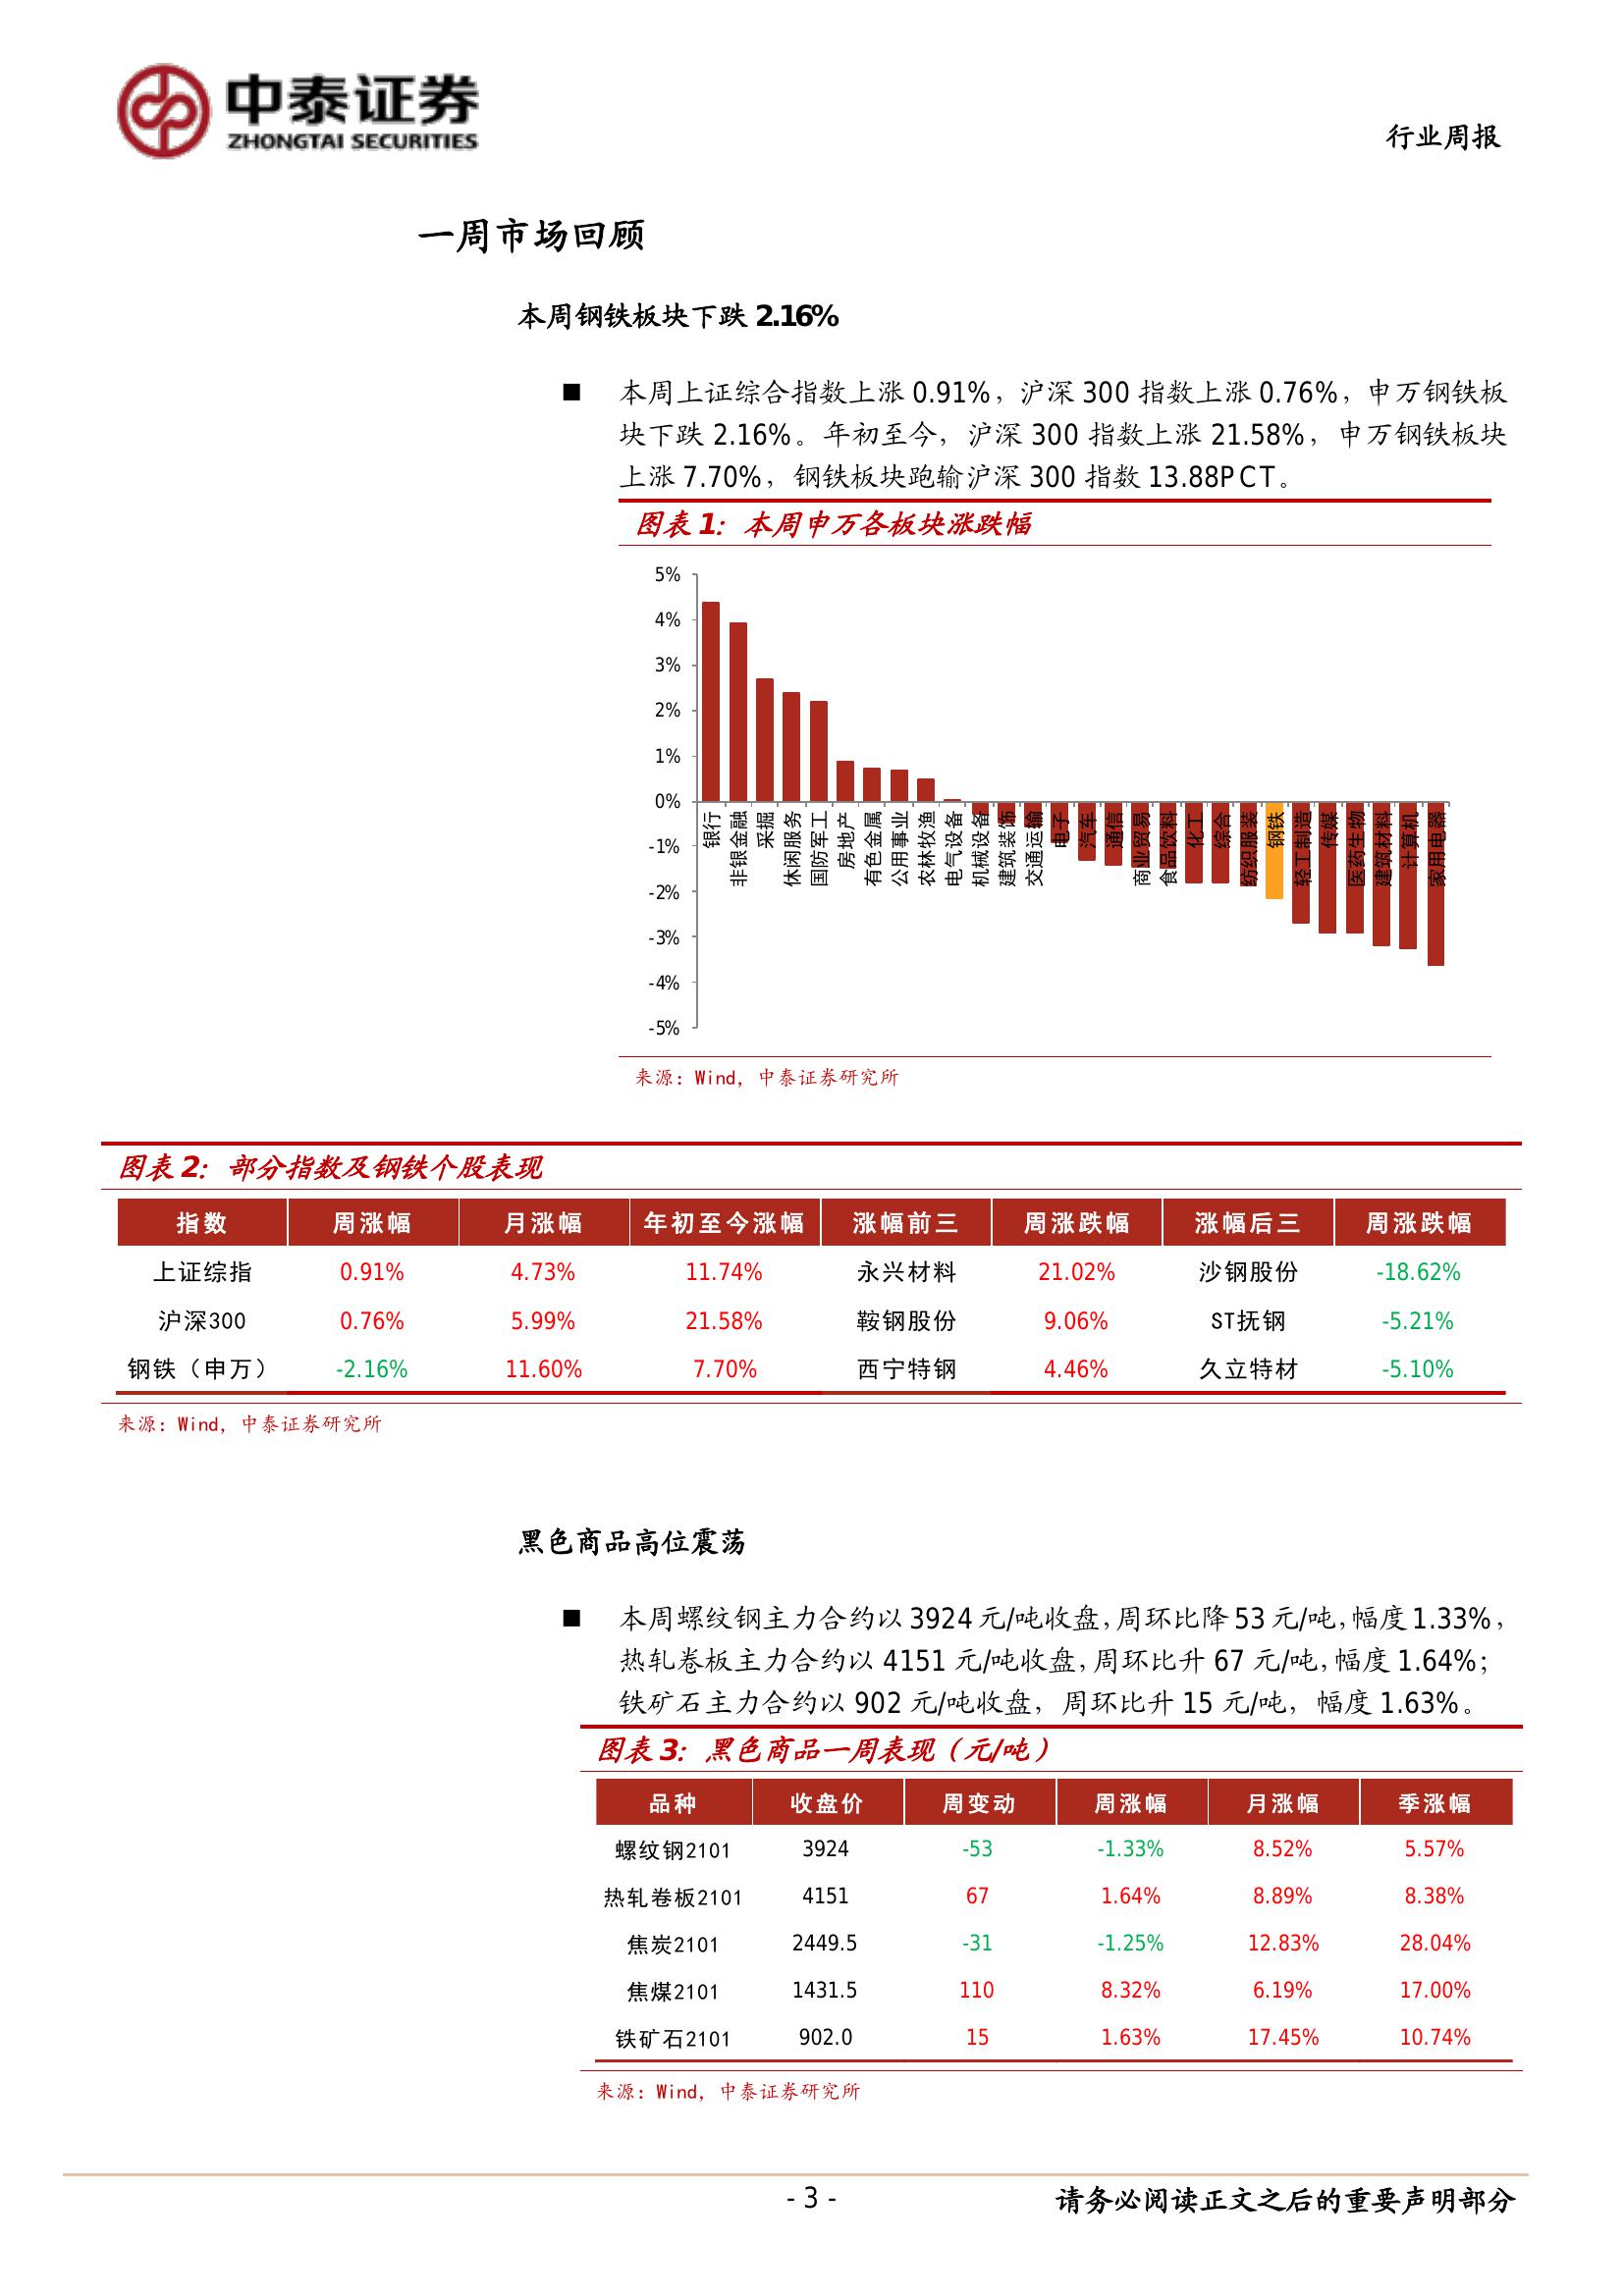 中泰证券
ZHONGTAI SECURITIES
行业周报
一周市场回顾
本周钢铁板块下跌 2.16%
■ 本周上证综合指数上涨 0.91%，沪深 300 指数上涨 0.76%，申万钢铁板
块下跌 2.16%。年初至今，沪深 300 指数上涨 21.58%，申万钢铁板块
上涨 7.70%，钢铁板块跑输沪深 300 指数 13.88PCT。
图表 1：本周申万各板块涨跌幅
5%
4%
3%
2%
1%
0%
-1%
-2%
-3%
-4%
-5%
银行 非银金融 采掘 休闲服务 国防军工 房地产 有色金属 公用事业 农林牧渔 电气设备 机械设备 建筑装饰 交通运输 电子 汽车 通信 商业贸易 食品饮料 化工 综合 纺织服装 钢铁 轻工制造 传媒 医药生物 建筑材料 计算机 家用电器
来源：Wind，中泰证券研究所
图表 2：部分指数及钢铁个股表现
指数 周涨幅 月涨幅 年初至今涨幅 涨幅前三 周涨跌幅 涨幅后三 周涨跌幅
上证综指 0.91% 4.73% 11.74% 永兴材料 21.02% 沙钢股份 -18.62%
沪深300 0.76% 5.99% 21.58% 鞍钢股份 9.06% ST抚钢 -5.21%
钢铁（申万） -2.16% 11.60% 7.70% 西宁特钢 4.46% 久立特材 -5.10%
来源：Wind，中泰证券研究所
黑色商品高位震荡
■ 本周螺纹钢主力合约以 3924 元/吨收盘，周环比降 53 元/吨，幅度 1.33%，
热轧卷板主力合约以 4151 元/吨收盘，周环比升 67 元/吨，幅度 1.64%；
铁矿石主力合约以 902 元/吨收盘，周环比升 15 元/吨，幅度 1.63%。
图表 3：黑色商品一周表现（元/吨）
品种 收盘价 周变动 周涨幅 月涨幅 季涨幅
螺纹钢2101 3924 -53 -1.33% 8.52% 5.57%
热轧卷板2101 4151 67 1.64% 8.89% 8.38%
焦炭2101 2449.5 -31 -1.25% 12.83% 28.04%
焦煤2101 1431.5 110 8.32% 6.19% 17.00%
铁矿石2101 902.0 15 1.63% 17.45% 10.74%
来源：Wind，中泰证券研究所
- 3 -
请务必阅读正文之后的重要声明部分